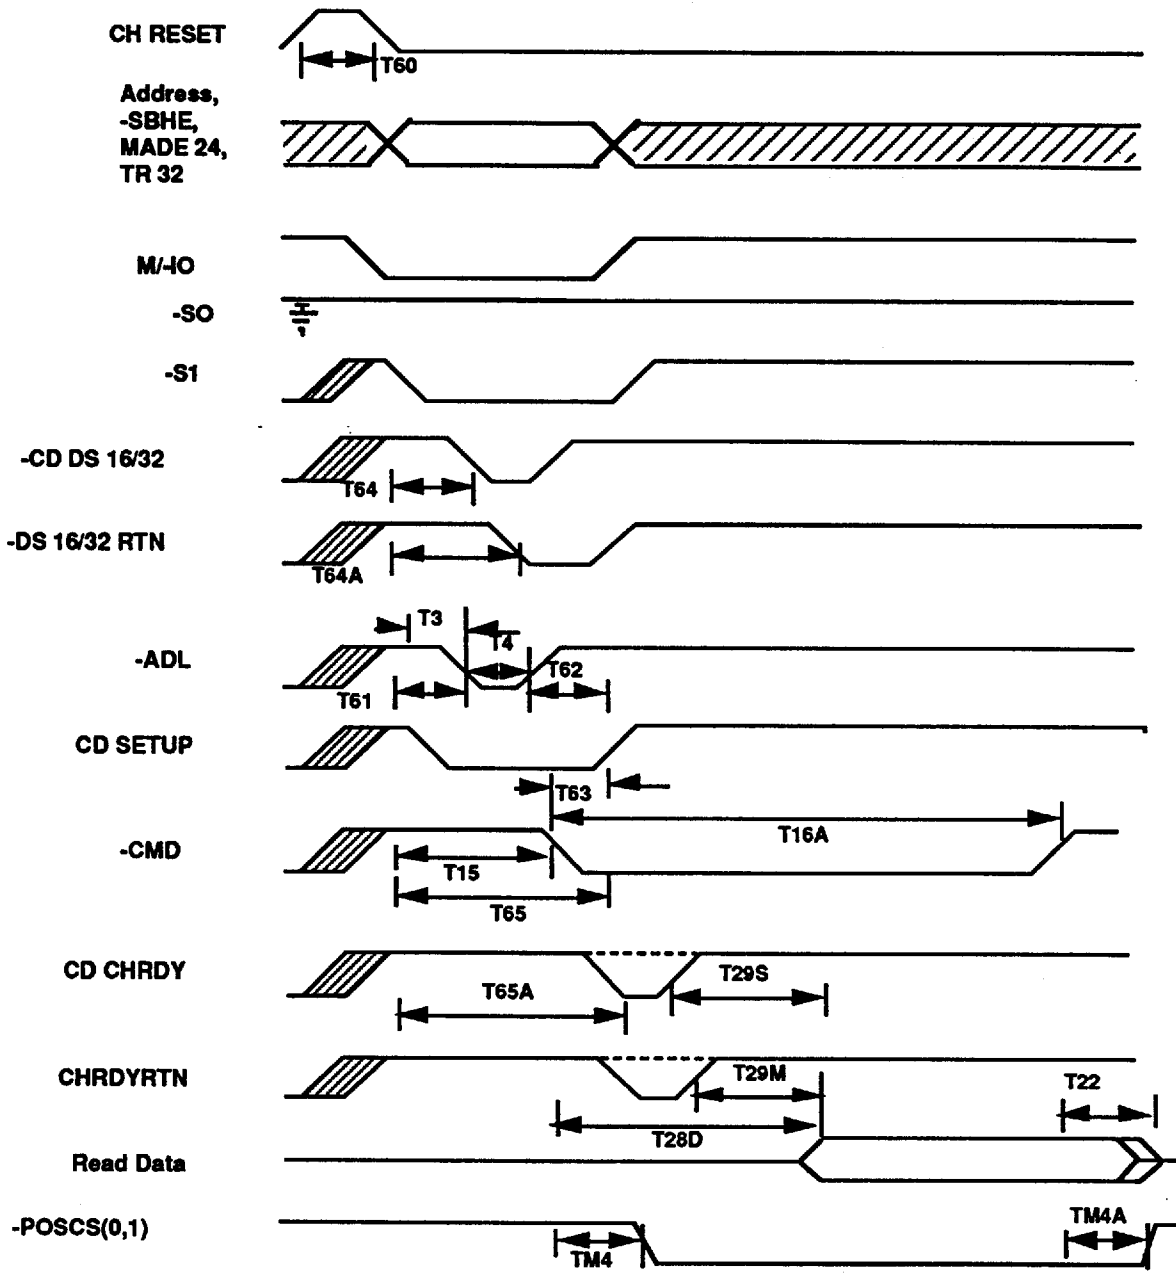 CH RESET
T60
Address,
-SBHE,
MADE 24,
TR 32
M/-IO
-SO
-S1
-CD DS 16/32
T64
-DS 16/32 RTN
T64A
T3
T4
-ADL
T62
T61
CD SETUP
T63
T16A
-CMD
T15
T65
CD CHRDY
T29S
T65A
CHRDYRTN
T29M
T22
T28D
Read Data
-POSCS(0,1)
TM4A
TM4